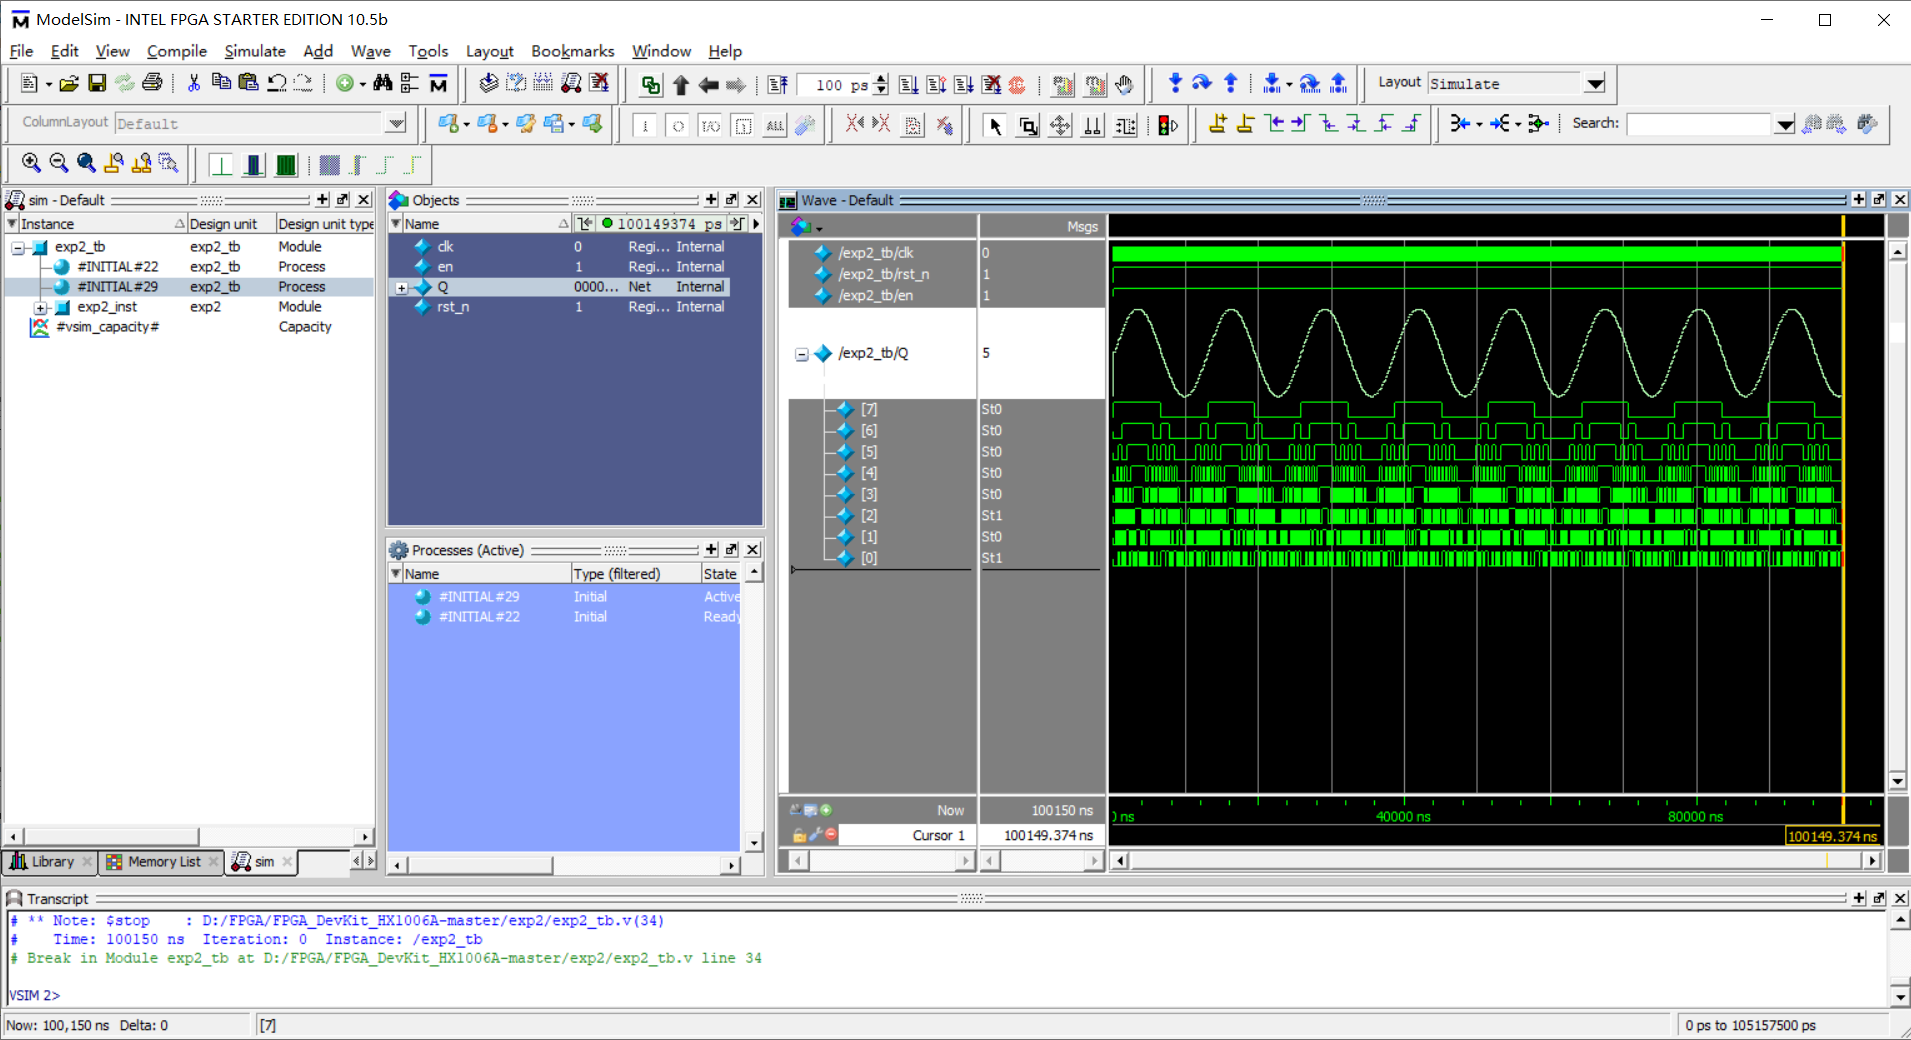 ModelSim - INTEL FPGA STARTER EDITION 10.5b
File Edit View Compile Simulate Add Wave Tools Layout Bookmarks Window Help
100 ps
Layout Simulate
ColumnLayout Default
Search:
sim - Default
Instance Design unit Design unit type
exp2_tb exp2_tb Module
#INITIAL#22 exp2_tb Process
#INITIAL#29 exp2_tb Process
exp2_inst exp2 Module
#vsim_capacity# Capacity
Library Memory List sim
Objects
Name 100149374 ps
clk 0 Regi... Internal
en 1 Regi... Internal
Q 0000... Net Internal
rst_n 1 Regi... Internal
Processes (Active)
Name Type (filtered) State
#INITIAL#29 Initial Active
#INITIAL#22 Initial Ready
Wave - Default
Msgs
/exp2_tb/clk 0
/exp2_tb/rst_n 1
/exp2_tb/en 1
/exp2_tb/Q 5
[7] St0
[6] St0
[5] St0
[4] St0
[3] St0
[2] St1
[1] St0
[0] St1
Now 100150 ns
ns 40000 ns 80000 ns
Cursor 1 100149.374 ns
100149.374 ns
Transcript
# ** Note: $stop : D:/FPGA/FPGA_DevKit_HX1006A-master/exp2/exp2_tb.v(34)
# Time: 100150 ns Iteration: 0 Instance: /exp2_tb
# Break in Module exp2_tb at D:/FPGA/FPGA_DevKit_HX1006A-master/exp2/exp2_tb.v line 34
VSIM 2>
Now: 100,150 ns Delta: 0
[7]
0 ps to 105157500 ps